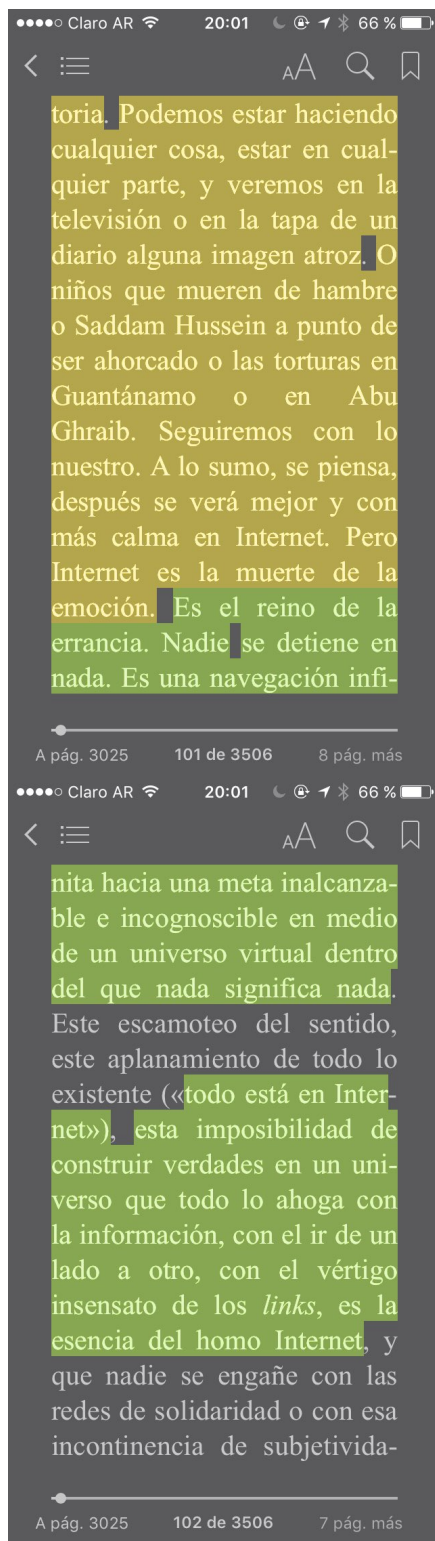 Claro AR 20:01 66 %
AA
toria. Podemos estar haciendo
cualquier cosa, estar en cual-
quier parte, y veremos en la
televisión o en la tapa de un
diario alguna imagen atroz. O
niños que mueren de hambre
o Saddam Hussein a punto de
ser ahorcado o las torturas en
Guantánamo o en Abu
Ghraib. Seguiremos con lo
nuestro. A lo sumo, se piensa,
después se verá mejor y con
más calma en Internet. Pero
Internet es la muerte de la
emoción. Es el reino de la
errancia. Nadie se detiene en
nada. Es una navegación infi-
A pág. 3025 101 de 3506 8 pág. más
Claro AR 20:01 66 %
AA
nita hacia una meta inalcanza-
ble e incognoscible en medio
de un universo virtual dentro
del que nada significa nada.
Este escamoteo del sentido,
este aplanamiento de todo lo
existente («todo está en Inter-
net»), esta imposibilidad de
construir verdades en un uni-
verso que todo lo ahoga con
la información, con el ir de un
lado a otro, con el vértigo
insensato de los links, es la
esencia del homo Internet, y
que nadie se engañe con las
redes de solidaridad o con esa
incontinencia de subjetivida-
A pág. 3025 102 de 3506 7 pág. más